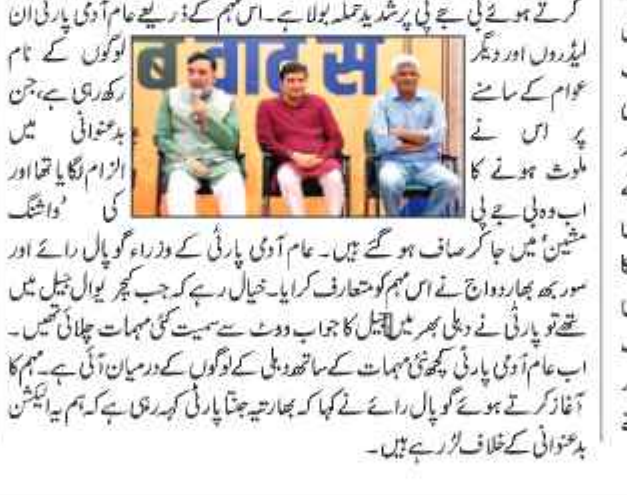 کرتے ہوئے بی جے پی پر شدید حملہ بولا ہے۔ اس مہم کے ذریعے عام آدمی پارٹی ان
لیڈروں اور دیگر لوگوں کے نام
عوام کے سامنے رکھ رہی ہے، جن
پر اس نے بدعنوانی میں
ملوث ہونے کا الزام لگایا تھا اور
اب وہ بی جے پی کی 'واشنگ
مشین' میں جا کر صاف ہو گئے ہیں۔ عام آدمی پارٹی کے وزراء گوپال رائے اور
سوربھ بھاردواج نے اس مہم کو متعارف کرایا۔ خیال رہے کہ جب کیجریوال جیل میں
تھے تو پارٹی نے دہلی بھر میں جیل کا جواب ووٹ سے سمیت کئی مہمات چلائی تھیں۔
اب عام آدمی پارٹی کچھ نئی مہمات کے ساتھ دہلی کے لوگوں کے درمیان آئی ہے۔ مہم کا
آغاز کرتے ہوئے گوپال رائے نے کہا کہ بھارتیہ جنتا پارٹی کہہ رہی ہے کہ ہم یہ الیکشن
بدعنوانی کے خلاف لڑ رہے ہیں۔